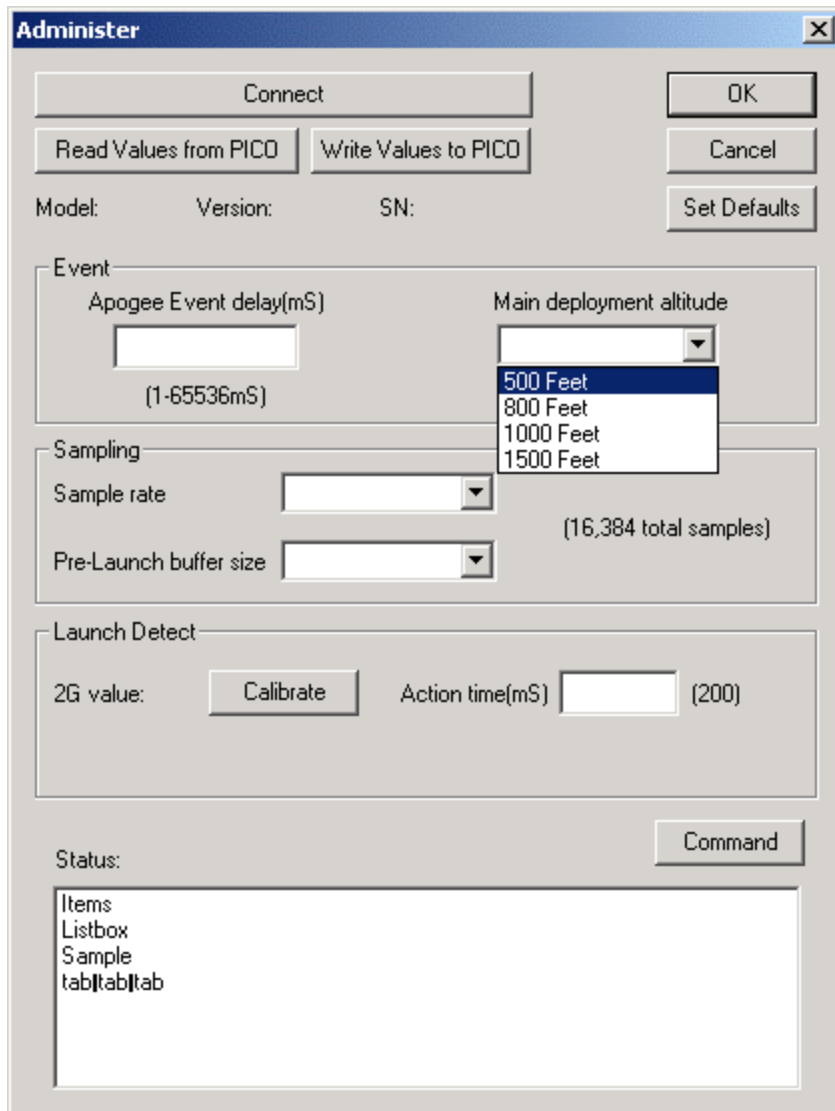 Administer
Connect
OK
Read Values from PICO
Write Values to PICO
Cancel
Model:
Version:
SN:
Set Defaults
Event
Apogee Event delay(mS)
Main deployment altitude
(1-65536mS)
500 Feet
800 Feet
1000 Feet
1500 Feet
Sampling
Sample rate
(16,384 total samples)
Pre-Launch buffer size
Launch Detect
2G value:
Calibrate
Action time(mS)
(200)
Command
Status:
Items
Listbox
Sample
tab|tab|tab